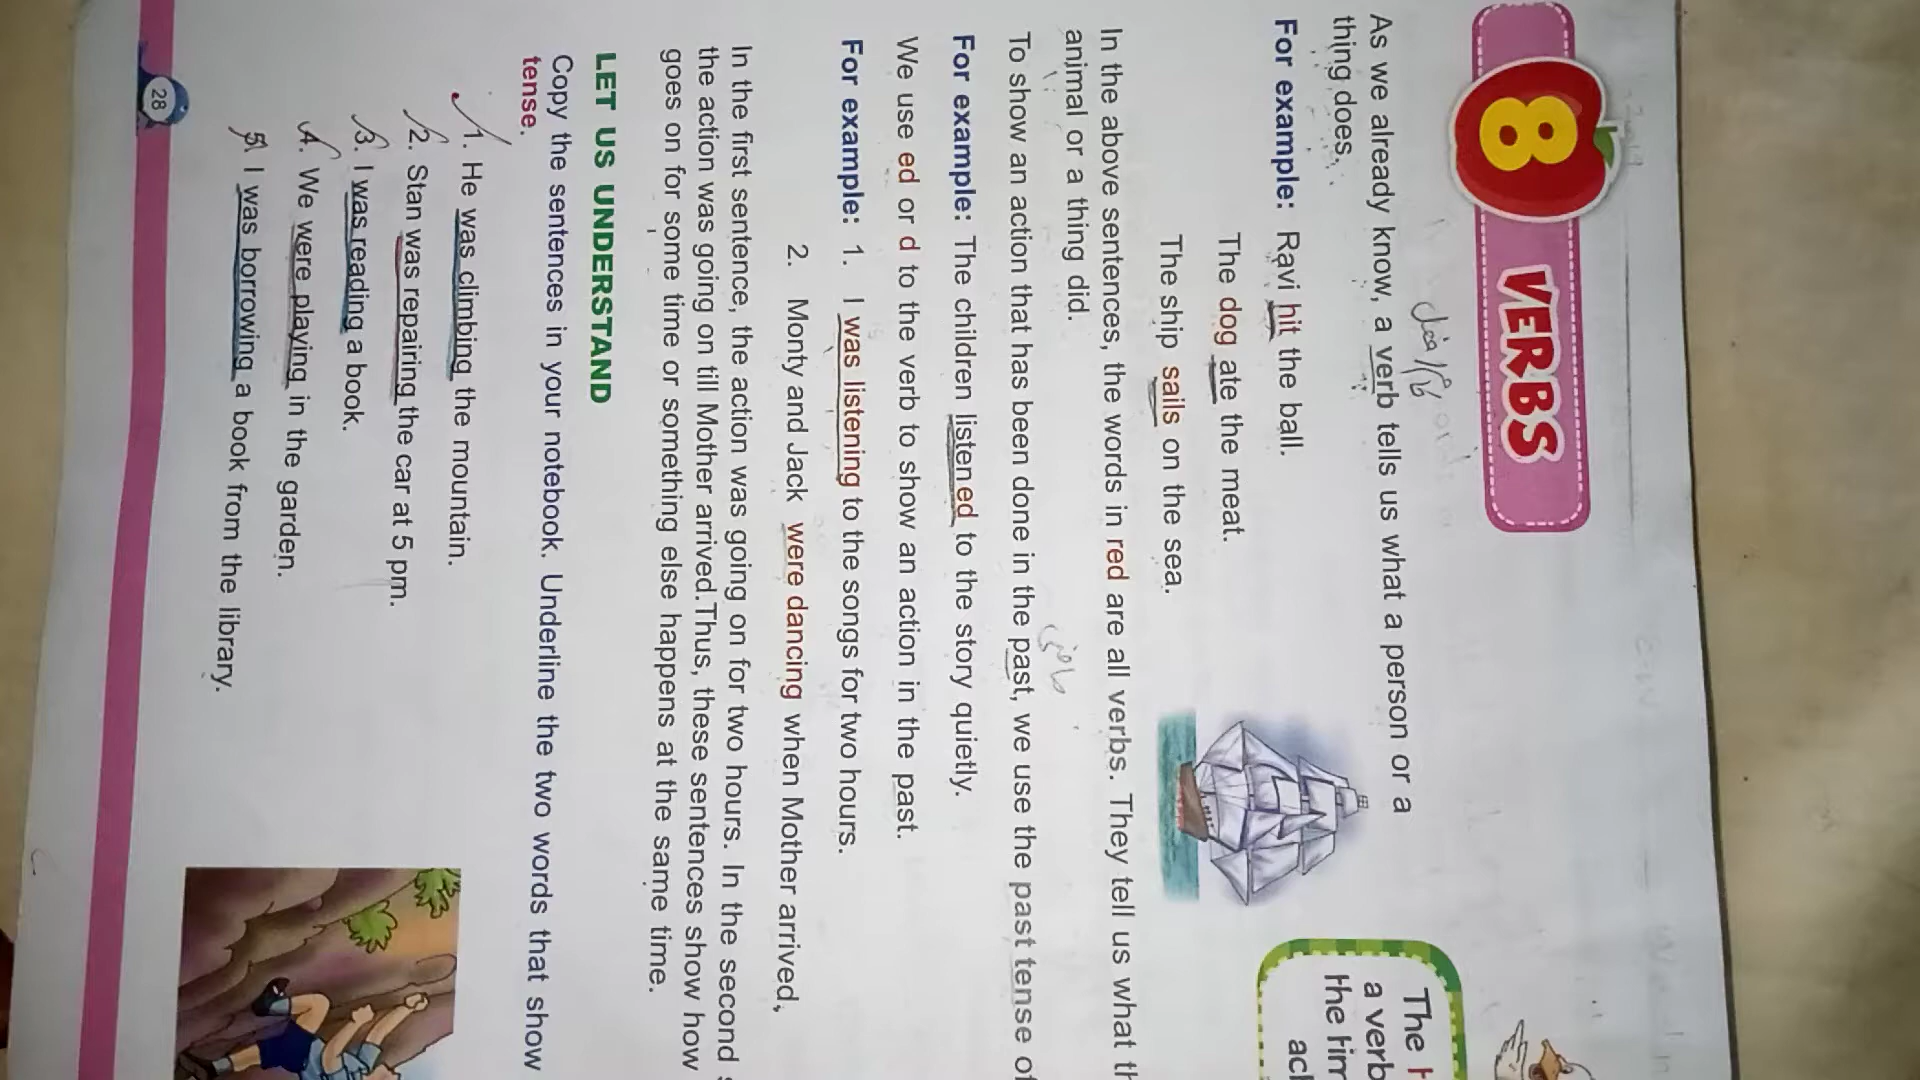 8 VERBS
As we already know, a verb tells us what a person or a
thing does.
For example: Ravi hit the ball.
The dog ate the meat.
The ship sails on the sea.
In the above sentences, the words in red are all verbs. They tell us what
animal or a thing did.
To show an action that has been done in the past, we use the past tense of
For example: The children listened to the story quietly.
We use ed or d to the verb to show an action in the past.
For example: 1. I was listening to the songs for two hours.
2. Monty and Jack were dancing when Mother arrived.
In the first sentence, the action was going on for two hours. In the second
the action was going on till Mother arrived.Thus, these sentences show how
goes on for some time or something else happens at the same time.
LET US UNDERSTAND
Copy the sentences in your notebook. Underline the two words that show
tense.
1. He was climbing the mountain.
2. Stan was repairing the car at 5 pm.
3. I was reading a book.
4. We were playing in the garden.
5. I was borrowing a book from the library.
28
The
a verb
the